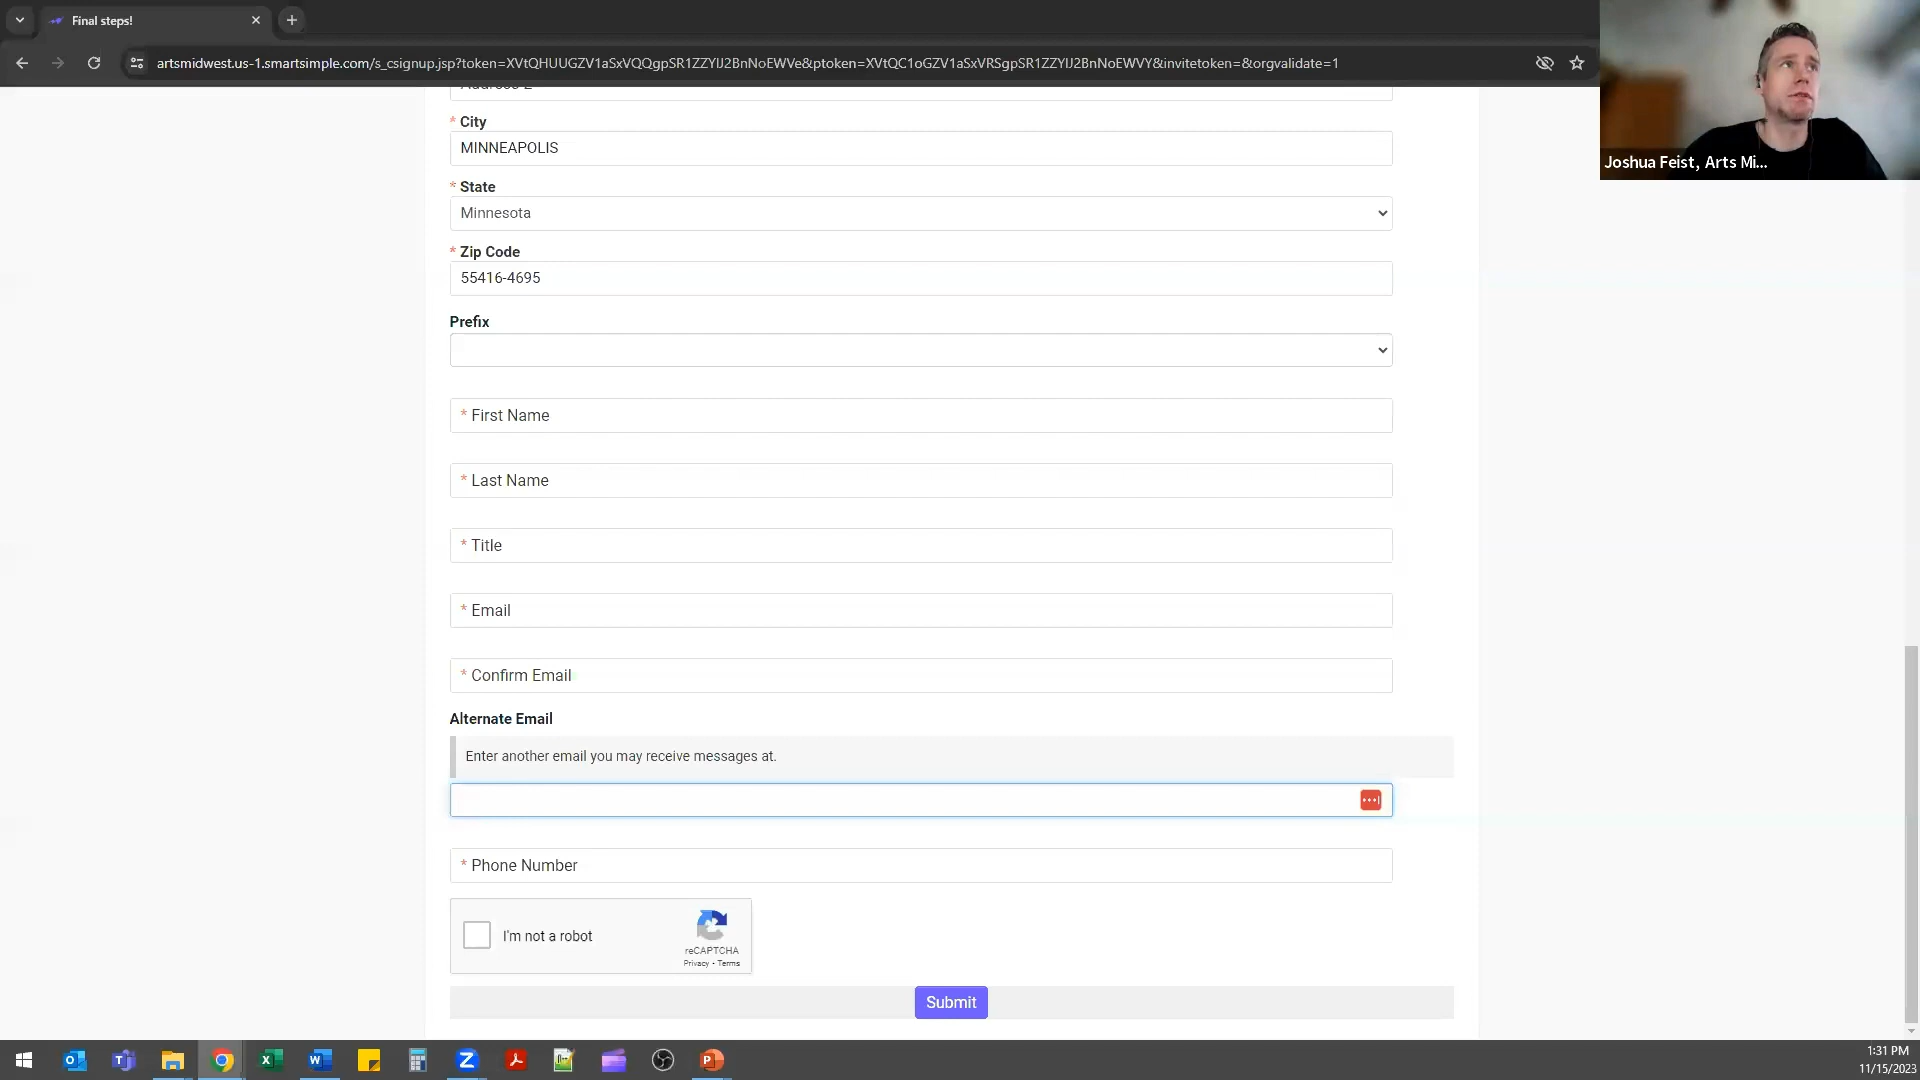 Final steps!
artsmidwest.us-1.smartsimple.com/s_csignup.jsp?token=XVtQHUUGZV1aSxVQQgpSR1ZZYlJ2BnNoEWVe&ptoken=XVtQC1oGZV1aSxVRSgpSR1ZZYlJ2BnNoEWVY&invitetoken=&orgvalidate=1
Joshua Feist, Arts Mi...
* City
MINNEAPOLIS
* State
Minnesota
* Zip Code
55416-4695
Prefix
* First Name
* Last Name
* Title
* Email
* Confirm Email
Alternate Email
Enter another email you may receive messages at.
* Phone Number
I'm not a robot
reCAPTCHA
Privacy - Terms
Submit
1:31 PM
11/15/2023